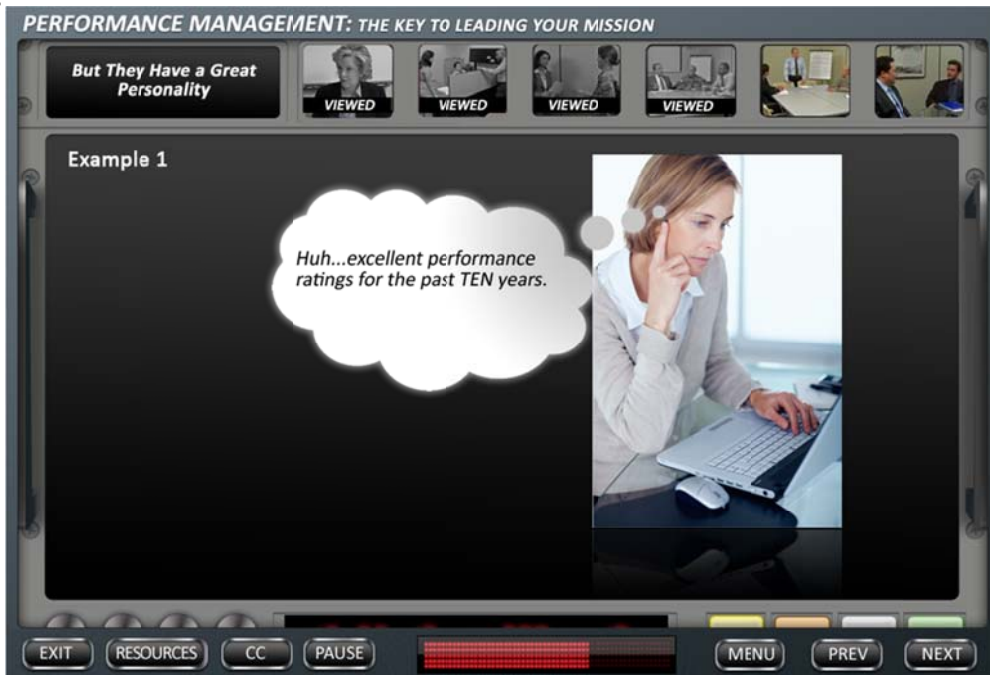 PERFORMANCE MANAGEMENT: THE KEY TO LEADING YOUR MISSION
But They Have a Great
Personality
VIEWED
VIEWED
VIEWED
VIEWED
Example 1
Huh...excellent performance
ratings for the past TEN years.
EXIT
RESOURCES
CC
PAUSE
MENU
PREV
NEXT